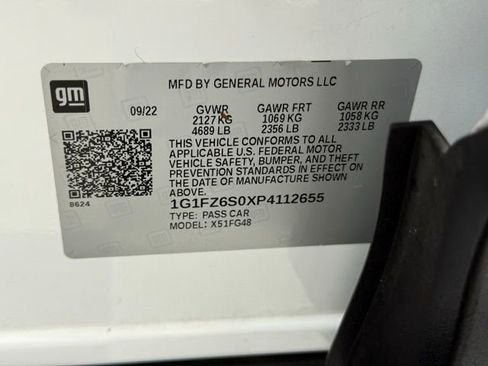 gm
MFD BY GENERAL MOTORS LLC
09/22 GVWR GAWR FRT GAWR RR
2127 KG 1069 KG 1058 KG
4689 LB 2356 LB 2333 LB
THIS VEHICLE CONFORMS TO ALL
APPLICABLE U.S. FEDERAL MOTOR
VEHICLE SAFETY, BUMPER, AND THEFT
PREVENTION STANDARDS IN EFFECT ON THE
DATE OF MANUFACTURE SHOWN
ABOVE.
1G1FZ6S0XP4112655
TYPE: PASS CAR
MODEL: X51FG48
8624